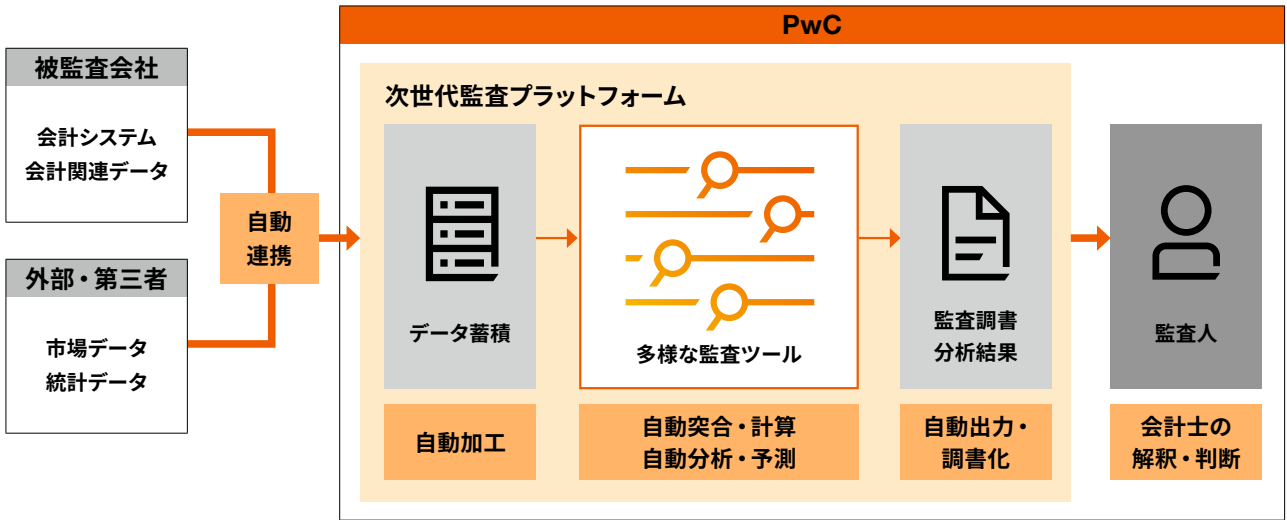 PwC
被監査会社
会計システム
会計関連データ
外部・第三者
市場データ
統計データ
自動
連携
次世代監査プラットフォーム
データ蓄積
自動加工
多様な監査ツール
自動突合・計算
自動分析・予測
監査調書
分析結果
自動出力・
調書化
監査人
会計士の
解釈・判断